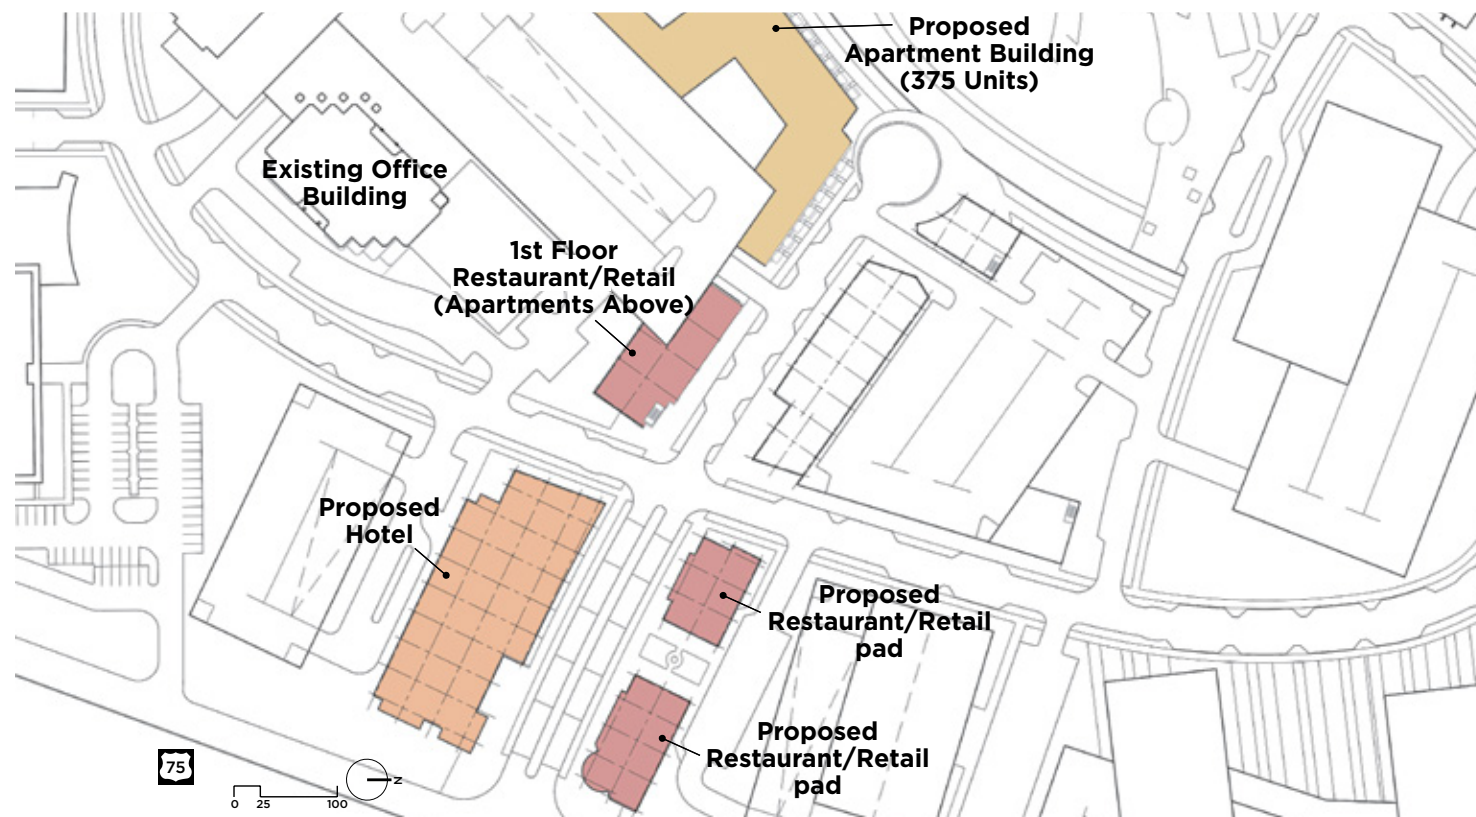 Proposed
Apartment Building
(375 Units)
Existing Office
Building
1st Floor
Restaurant/Retail
(Apartments Above)
Proposed
Hotel
Proposed
Restaurant/Retail
pad
Proposed
Restaurant/Retail
pad
75
0 25 100
N